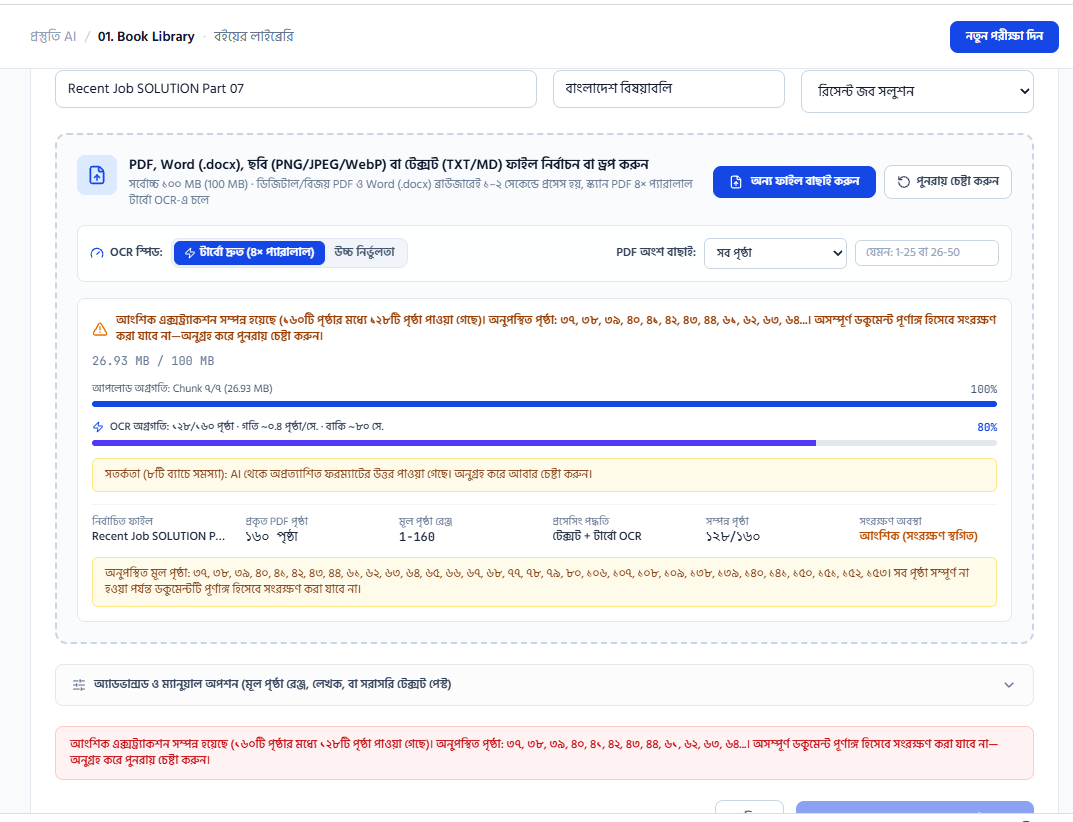 প্রস্তুতি AI / 01. Book Library · বইয়ের লাইব্রেরি
নতুন পরীক্ষা দিন
Recent Job SOLUTION Part 07
বাংলাদেশ বিষয়াবলি
রিসেন্ট জব সলুশন
PDF, Word (.docx), ছবি (PNG/JPEG/WebP) বা টেক্সট (TXT/MD) ফাইল নির্বাচন বা ড্রপ করুন
সর্বোচ্চ ১০০ MB (100 MB) · ডিজিটাল/বিজয় PDF ও Word (.docx) ব্রাউজারেই ১–২ সেকেন্ডে প্রসেস হয়, স্ক্যান PDF ৪× প্যারালাল
টার্বো OCR-এ চলে
অন্য ফাইল বাছাই করুন
পুনরায় চেষ্টা করুন
OCR স্পিড:
টার্বো দ্রুত (৪× প্যারালাল)
উচ্চ নির্ভুলতা
PDF অংশ বাছাই:
সব পৃষ্ঠা
যেমন: 1-25 বা 26-50
আংশিক এক্সট্র্যাকশন সম্পন্ন হয়েছে (১৬০টি পৃষ্ঠার মধ্যে ১২৮টি পৃষ্ঠা পাওয়া গেছে)। অনুপস্থিত পৃষ্ঠা: ৩৭, ৩৮, ৩৯, ৪০, ৪১, ৪২, ৪৩, ৪৪, ৬১, ৬২, ৬৩, ৬৪...। অসম্পূর্ণ ডকুমেন্ট পূর্ণাঙ্গ হিসেবে সংরক্ষণ
করা যাবে না—অনুগ্রহ করে পুনরায় চেষ্টা করুন।
26.93 MB / 100 MB
আপলোড অগ্রগতি: Chunk ৭/৭ (26.93 MB)
100%
OCR অগ্রগতি: ১২৮/১৬০ পৃষ্ঠা · গতি ~০.৪ পৃষ্ঠা/সে. · বাকি ~৮০ সে.
80%
সতর্কতা (৮টি ব্যাচে সমস্যা): AI থেকে অপ্রত্যাশিত ফরম্যাটের উত্তর পাওয়া গেছে। অনুগ্রহ করে আবার চেষ্টা করুন।
নির্বাচিত ফাইল
Recent Job SOLUTION P...
প্রকৃত PDF পৃষ্ঠা
১৬০ পৃষ্ঠা
মূল পৃষ্ঠা রেঞ্জ
1-160
প্রসেসিং পদ্ধতি
টেক্সট + টার্বো OCR
সম্পন্ন পৃষ্ঠা
১২৮/১৬০
সংরক্ষণ অবস্থা
আংশিক (সংরক্ষণ স্থগিত)
অনুপস্থিত মূল পৃষ্ঠা: ৩৭, ৩৮, ৩৯, ৪০, ৪১, ৪২, ৪৩, ৪৪, ৬১, ৬২, ৬৩, ৬৪, ৬৫, ৬৬, ৬৭, ৬৮, ৭৭, ৭৮, ৭৯, ৮০, ১০৬, ১০৭, ১০৮, ১০৯, ১৩৮, ১৩৯, ১৪০, ১৪১, ১৫০, ১৫১, ১৫২, ১৫৩। সব পৃষ্ঠা সম্পূর্ণ না
হওয়া পর্যন্ত ডকুমেন্টটি পূর্ণাঙ্গ হিসেবে সংরক্ষণ করা যাবে না।
অ্যাডভান্সড ও ম্যানুয়াল অপশন (মূল পৃষ্ঠা রেঞ্জ, লেখক, বা সরাসরি টেক্সট পেস্ট)
আংশিক এক্সট্র্যাকশন সম্পন্ন হয়েছে (১৬০টি পৃষ্ঠার মধ্যে ১২৮টি পৃষ্ঠা পাওয়া গেছে)। অনুপস্থিত পৃষ্ঠা: ৩৭, ৩৮, ৩৯, ৪০, ৪১, ৪২, ৪৩, ৪৪, ৬১, ৬২, ৬৩, ৬৪...। অসম্পূর্ণ ডকুমেন্ট পূর্ণাঙ্গ হিসেবে সংরক্ষণ করা যাবে না—
অনুগ্রহ করে পুনরায় চেষ্টা করুন।